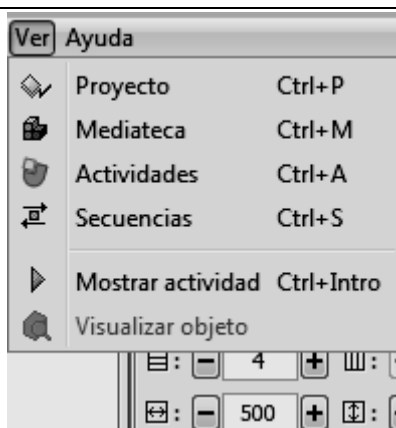 Ver Ayuda
Proyecto Ctrl+P
Mediateca Ctrl+M
Actividades Ctrl+A
Secuencias Ctrl+S
Mostrar actividad Ctrl+Intro
Visualizar objeto
: − 4 + :
: − 500 + :